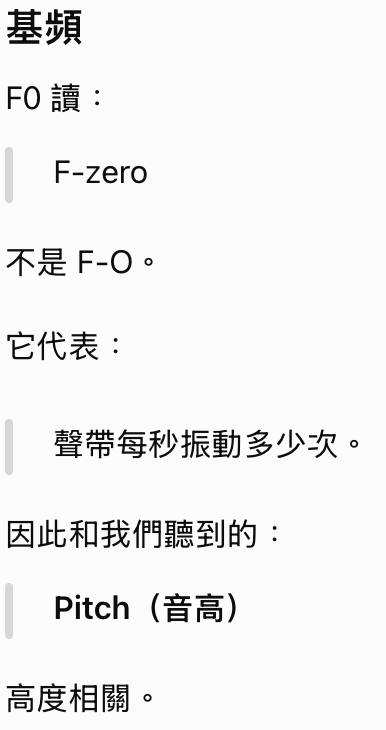 基頻
F0 讀：
F-zero
不是 F-O。
它代表：
聲帶每秒振動多少次。
因此和我們聽到的：
Pitch（音高）
高度相關。